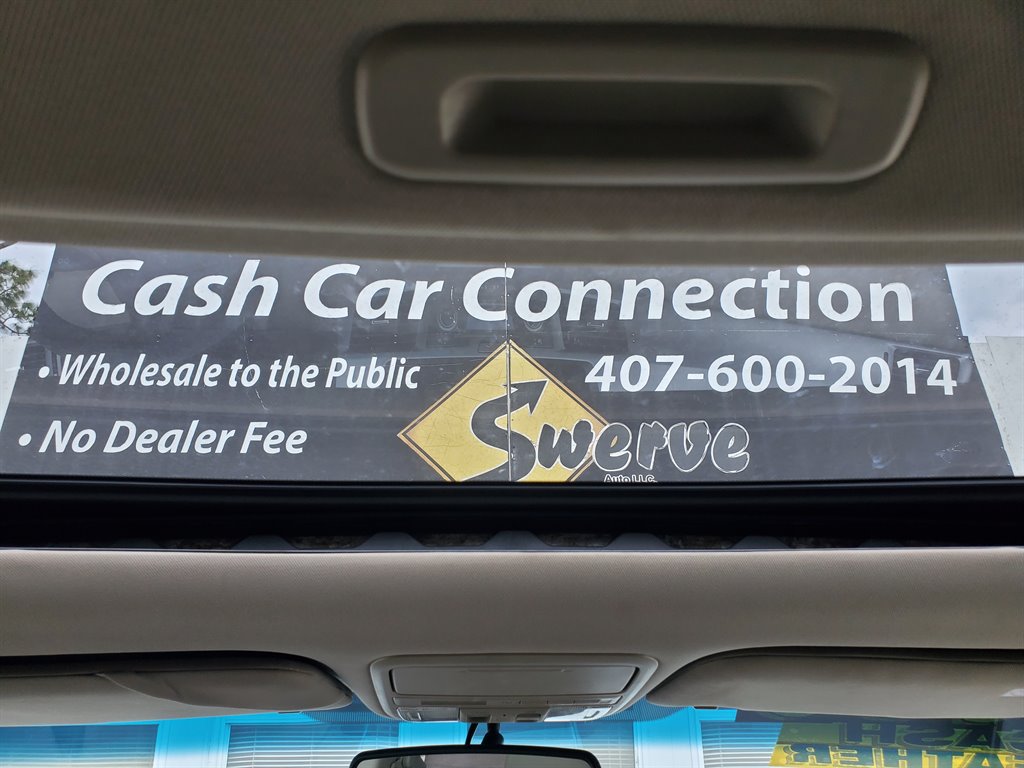 Cash Car Connection
• Wholesale to the Public
407-600-2014
• No Dealer Fee
Swerve
Auto LLC.